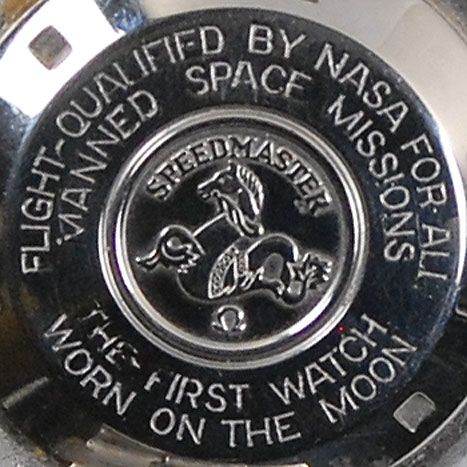 FLIGHT-QUALIFIED BY NASA FOR ALL
MANNED SPACE MISSIONS
SPEEDMASTER
Ω
THE FIRST WATCH
WORN ON THE MOON